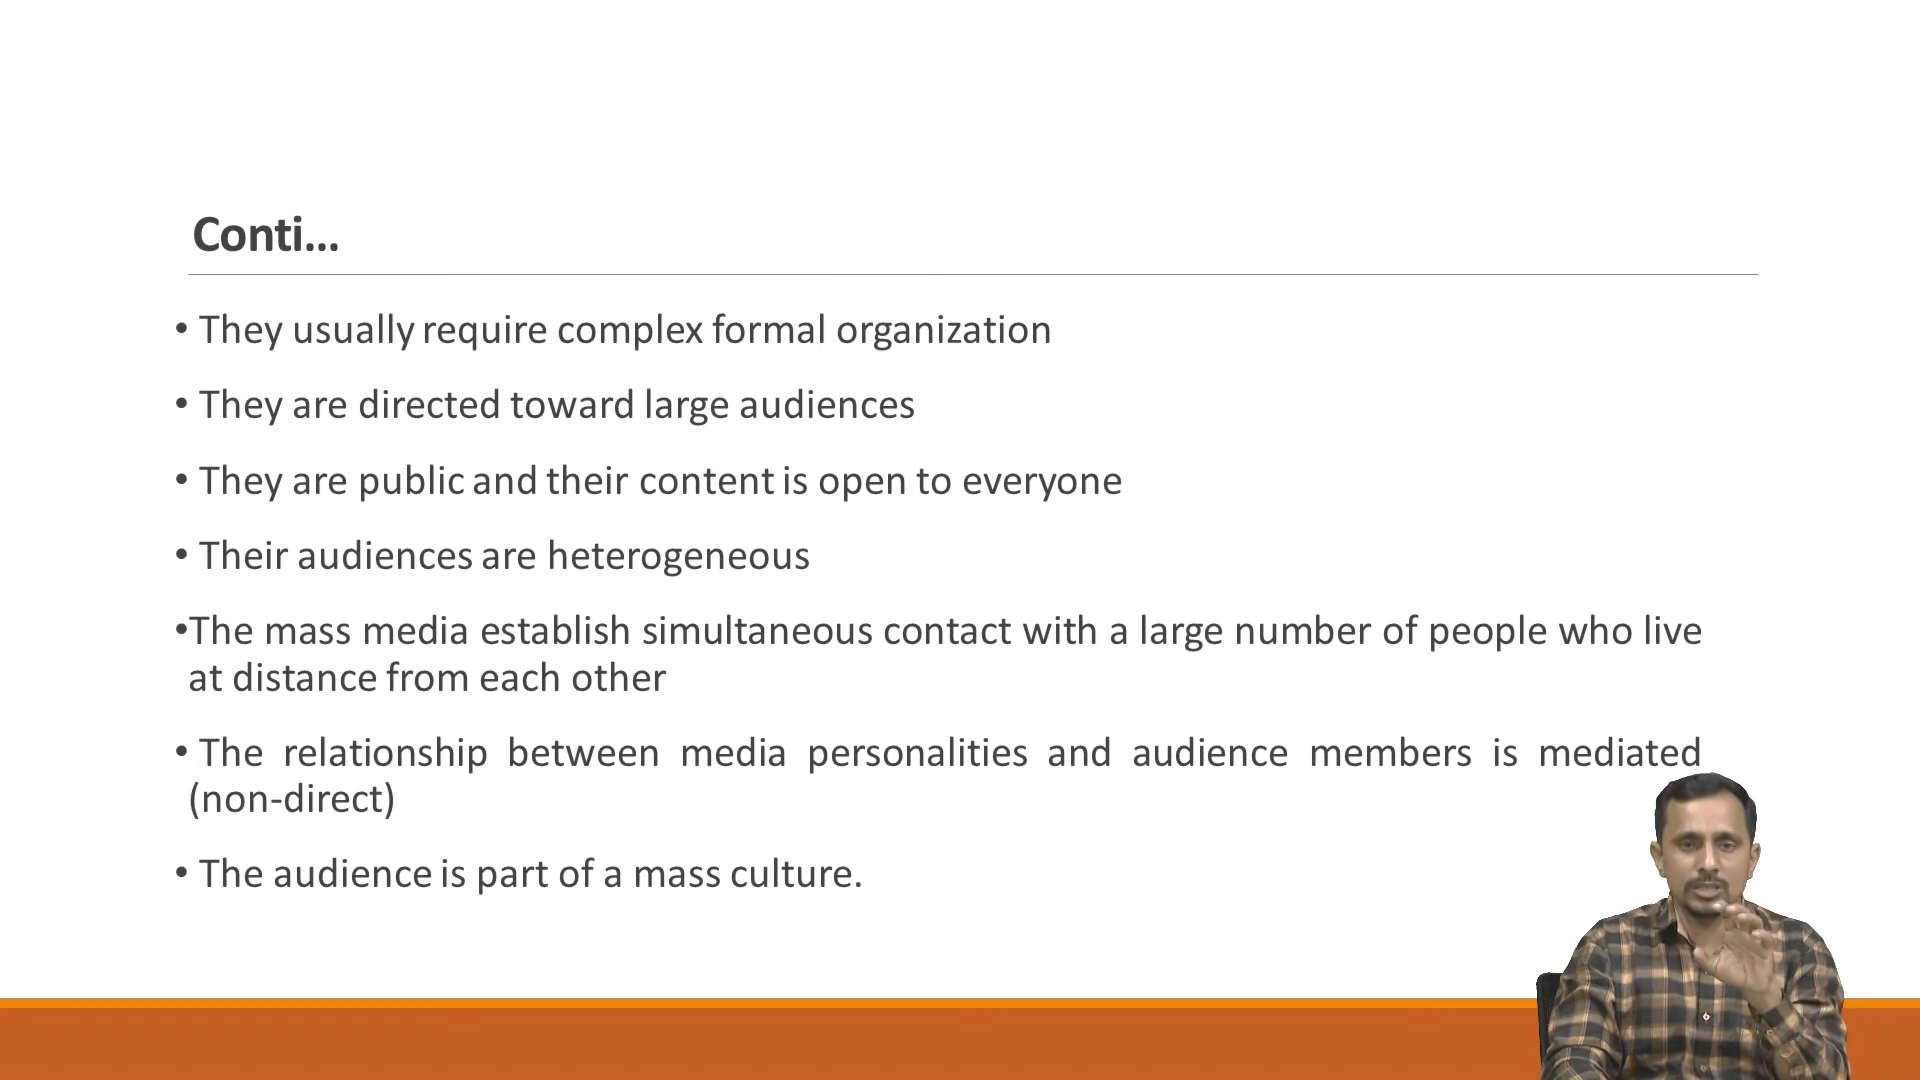 Conti...
• They usually require complex formal organization
• They are directed toward large audiences
• They are public and their content is open to everyone
• Their audiences are heterogeneous
•The mass media establish simultaneous contact with a large number of people who live
at distance from each other
• The relationship between media personalities and audience members is mediated
(non-direct)
• The audience is part of a mass culture.